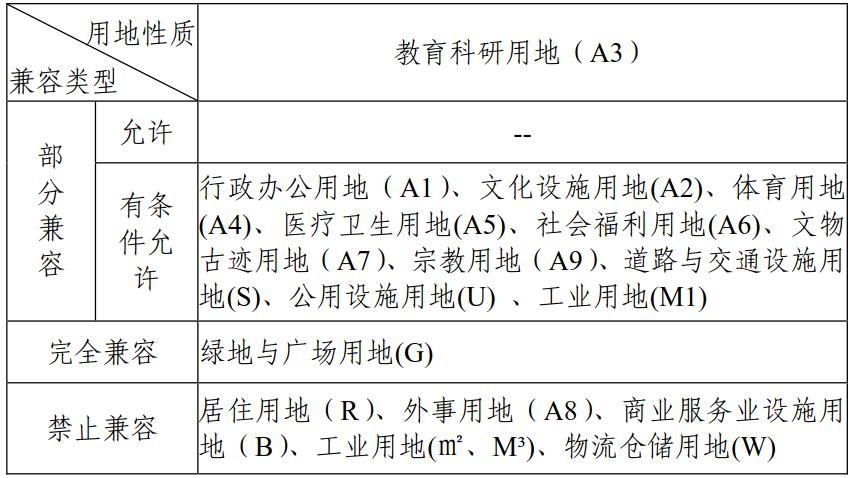 用地性质
兼容类型
教育科研用地（A3）
部分兼容
允许
--
有条件允许
行政办公用地（A1）、文化设施用地(A2)、体育用地
(A4)、医疗卫生用地(A5)、社会福利用地(A6)、文物
古迹用地（A7）、宗教用地（A9）、道路与交通设施用
地(S)、公用设施用地(U) 、工业用地(M1)
完全兼容
绿地与广场用地(G)
禁止兼容
居住用地（R）、外事用地（A8）、商业服务业设施用
地（B）、工业用地(㎡、M³)、物流仓储用地(W)